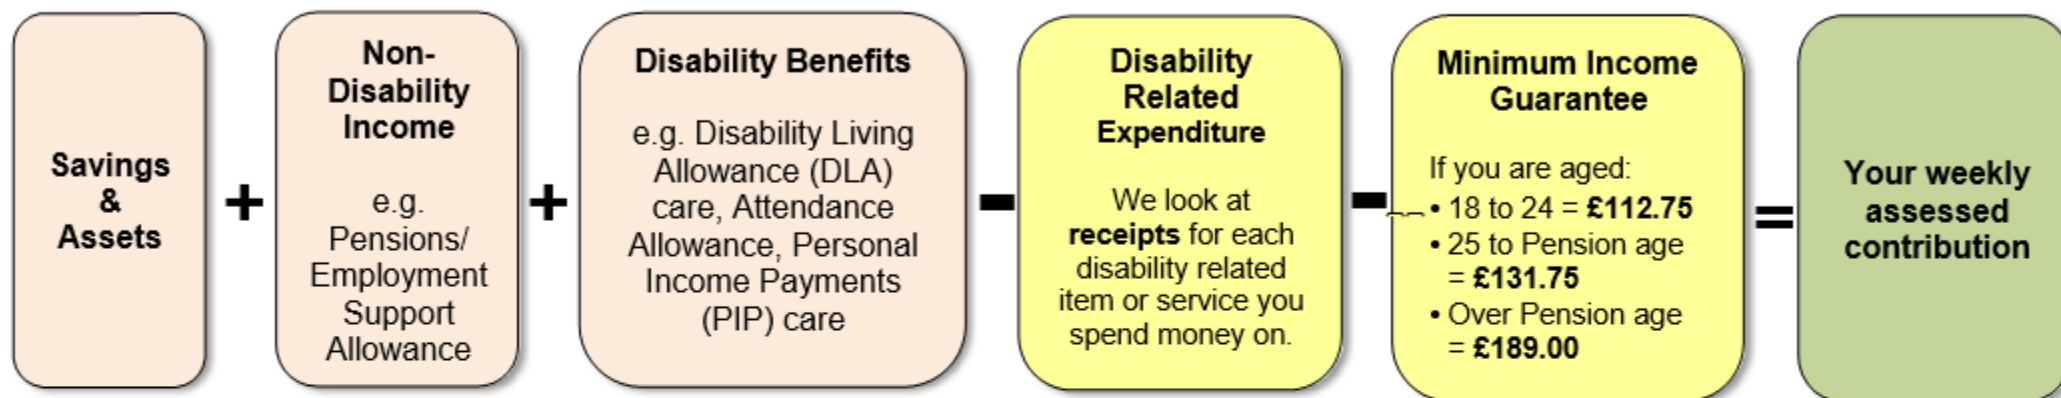 Savings
&
Assets
+
Non-
Disability
Income
e.g.
Pensions/
Employment
Support
Allowance
+
Disability Benefits
e.g. Disability Living
Allowance (DLA)
care, Attendance
Allowance, Personal
Income Payments
(PIP) care
-
Disability
Related
Expenditure
We look at
receipts for each
disability related
item or service you
spend money on.
-
Minimum Income
Guarantee
If you are aged:
• 18 to 24 = £112.75
• 25 to Pension age
= £131.75
• Over Pension age
= £189.00
=
Your weekly
assessed
contribution